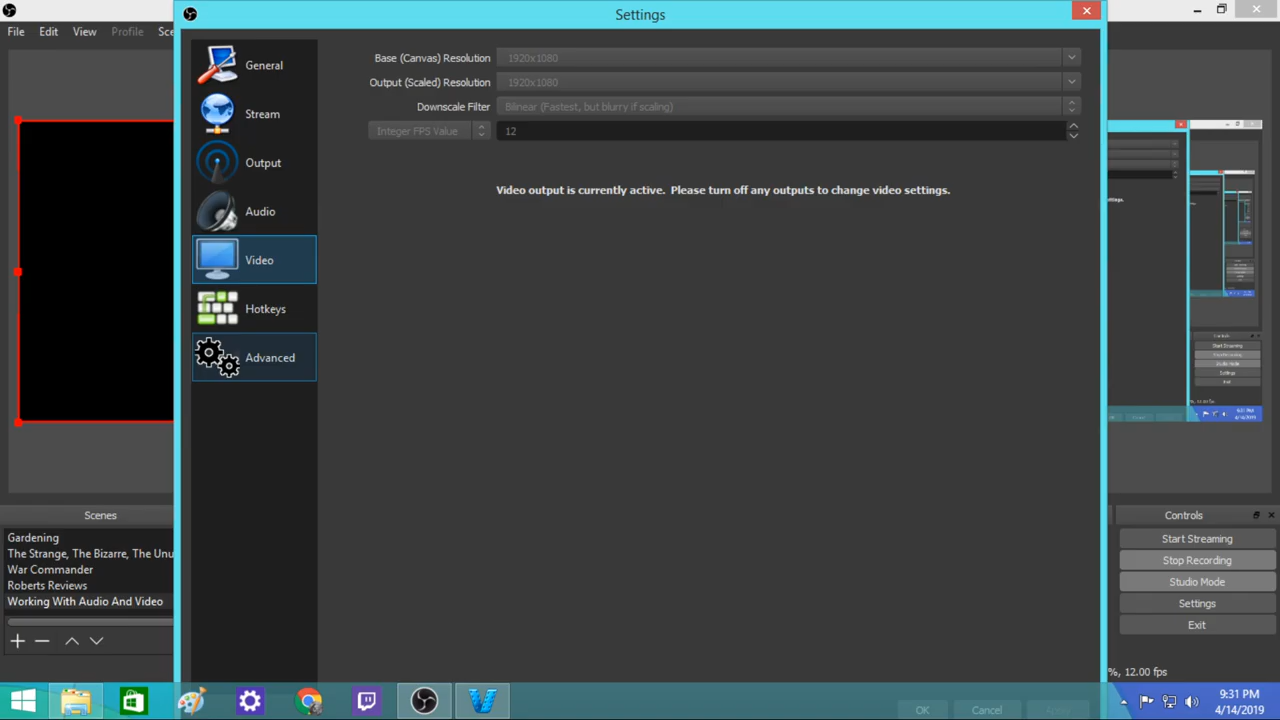 Settings
File Edit View Profile Sce
General
Stream
Output
Audio
Video
Hotkeys
Advanced
Base (Canvas) Resolution 1920x1080
Output (Scaled) Resolution 1920x1080
Downscale Filter Bilinear (Fastest, but blurry if scaling)
Integer FPS Value 12
Video output is currently active. Please turn off any outputs to change video settings.
Scenes
Gardening
The Strange, The Bizarre, The Unu
War Commander
Roberts Reviews
Working With Audio And Video
Controls
Start Streaming
Stop Recording
Studio Mode
Settings
Exit
%, 12.00 fps
OK Cancel Apply
9:31 PM
4/14/2019